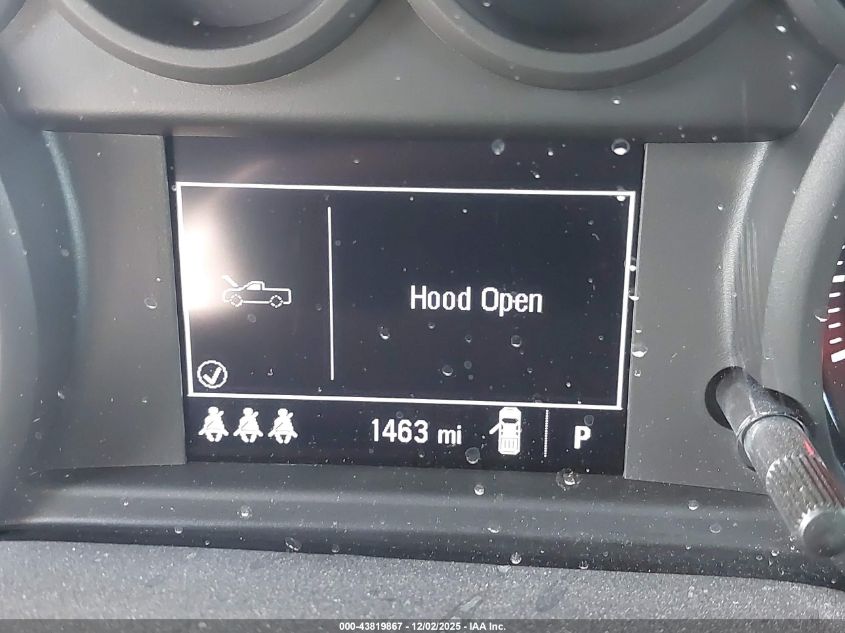 Hood Open
1463 mi
P
000-43819867 - 12/02/2025 - IAA Inc.